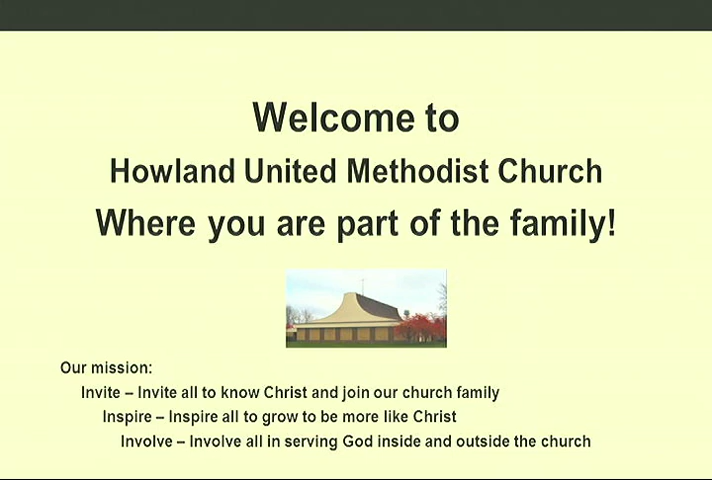 Welcome to
Howland United Methodist Church
Where you are part of the family!
Our mission:
Invite – Invite all to know Christ and join our church family
Inspire – Inspire all to grow to be more like Christ
Involve – Involve all in serving God inside and outside the church